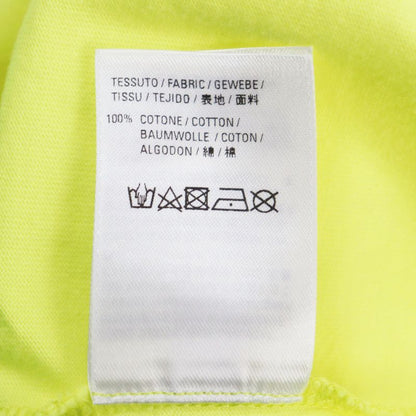 TESSUTO / FABRIC / GEWEBE /
TISSU / TEJIDO / 表地 / 面料
100% COTONE / COTTON /
BAUMWOLLE / COTON /
ALGODON / 綿 / 棉